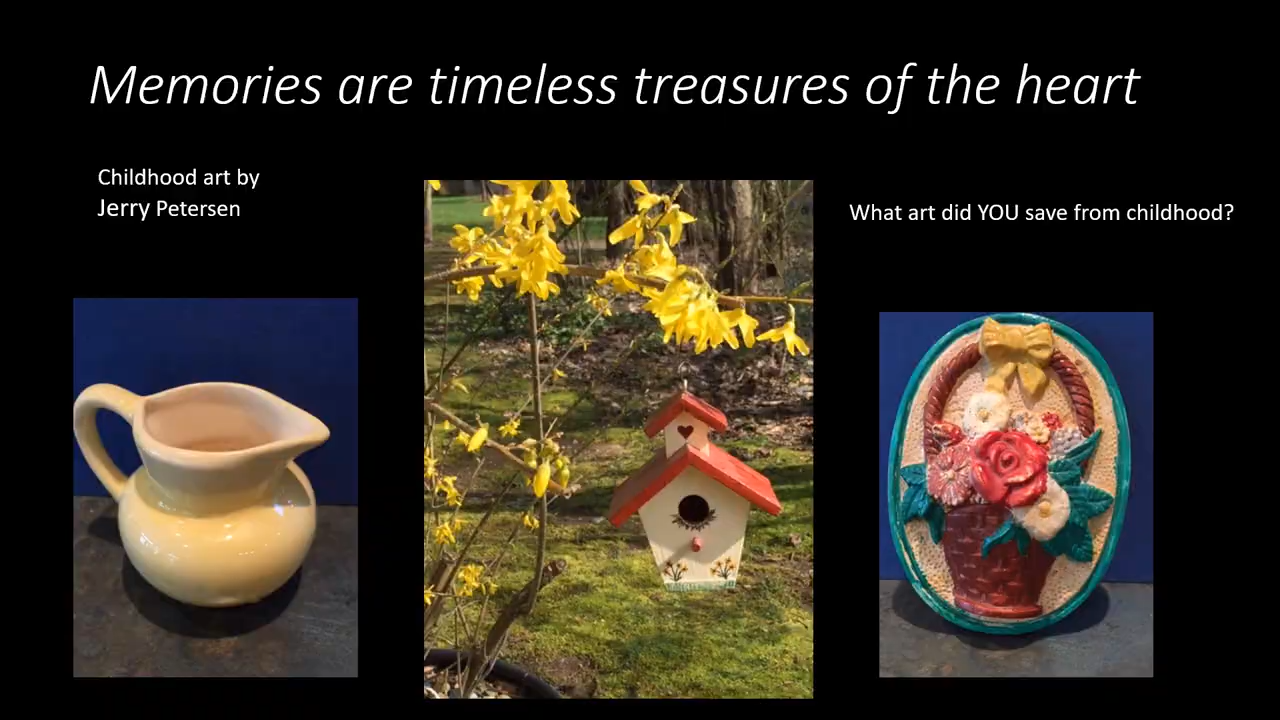 Memories are timeless treasures of the heart
Childhood art by
Jerry Petersen
What art did YOU save from childhood?